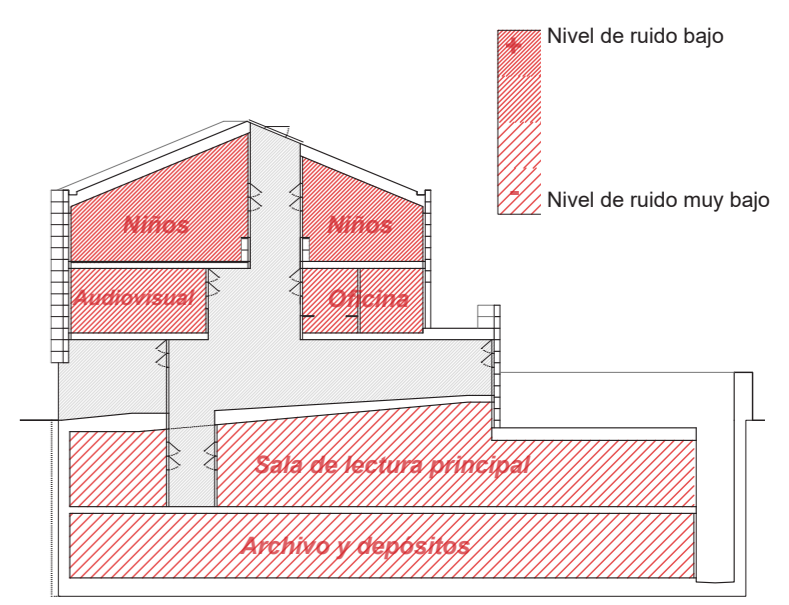 +
Nivel de ruido bajo
-
Nivel de ruido muy bajo
Niños
Niños
Audiovisual
Oficina
Sala de lectura principal
Archivo y depósitos